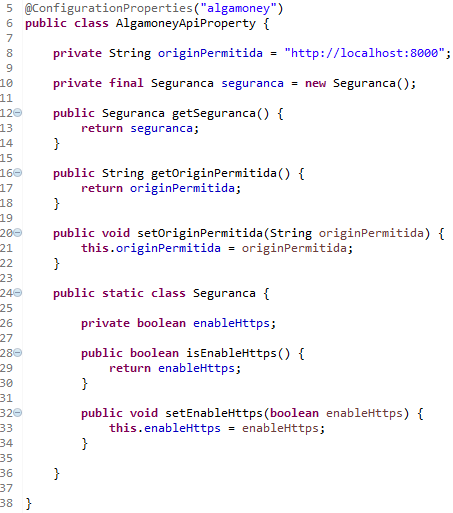 5 @ConfigurationProperties("algamoney")
6 public class AlgamoneyApiProperty {
7
8     private String originPermitida = "http://localhost:8000";
9
10     private final Seguranca seguranca = new Seguranca();
11
12     public Seguranca getSeguranca() {
13         return seguranca;
14     }
15
16     public String getOriginPermitida() {
17         return originPermitida;
18     }
19
20     public void setOriginPermitida(String originPermitida) {
21         this.originPermitida = originPermitida;
22     }
23
24     public static class Seguranca {
25
26         private boolean enableHttps;
27
28         public boolean isEnableHttps() {
29             return enableHttps;
30         }
31
32         public void setEnableHttps(boolean enableHttps) {
33             this.enableHttps = enableHttps;
34         }
35
36     }
37
38 }